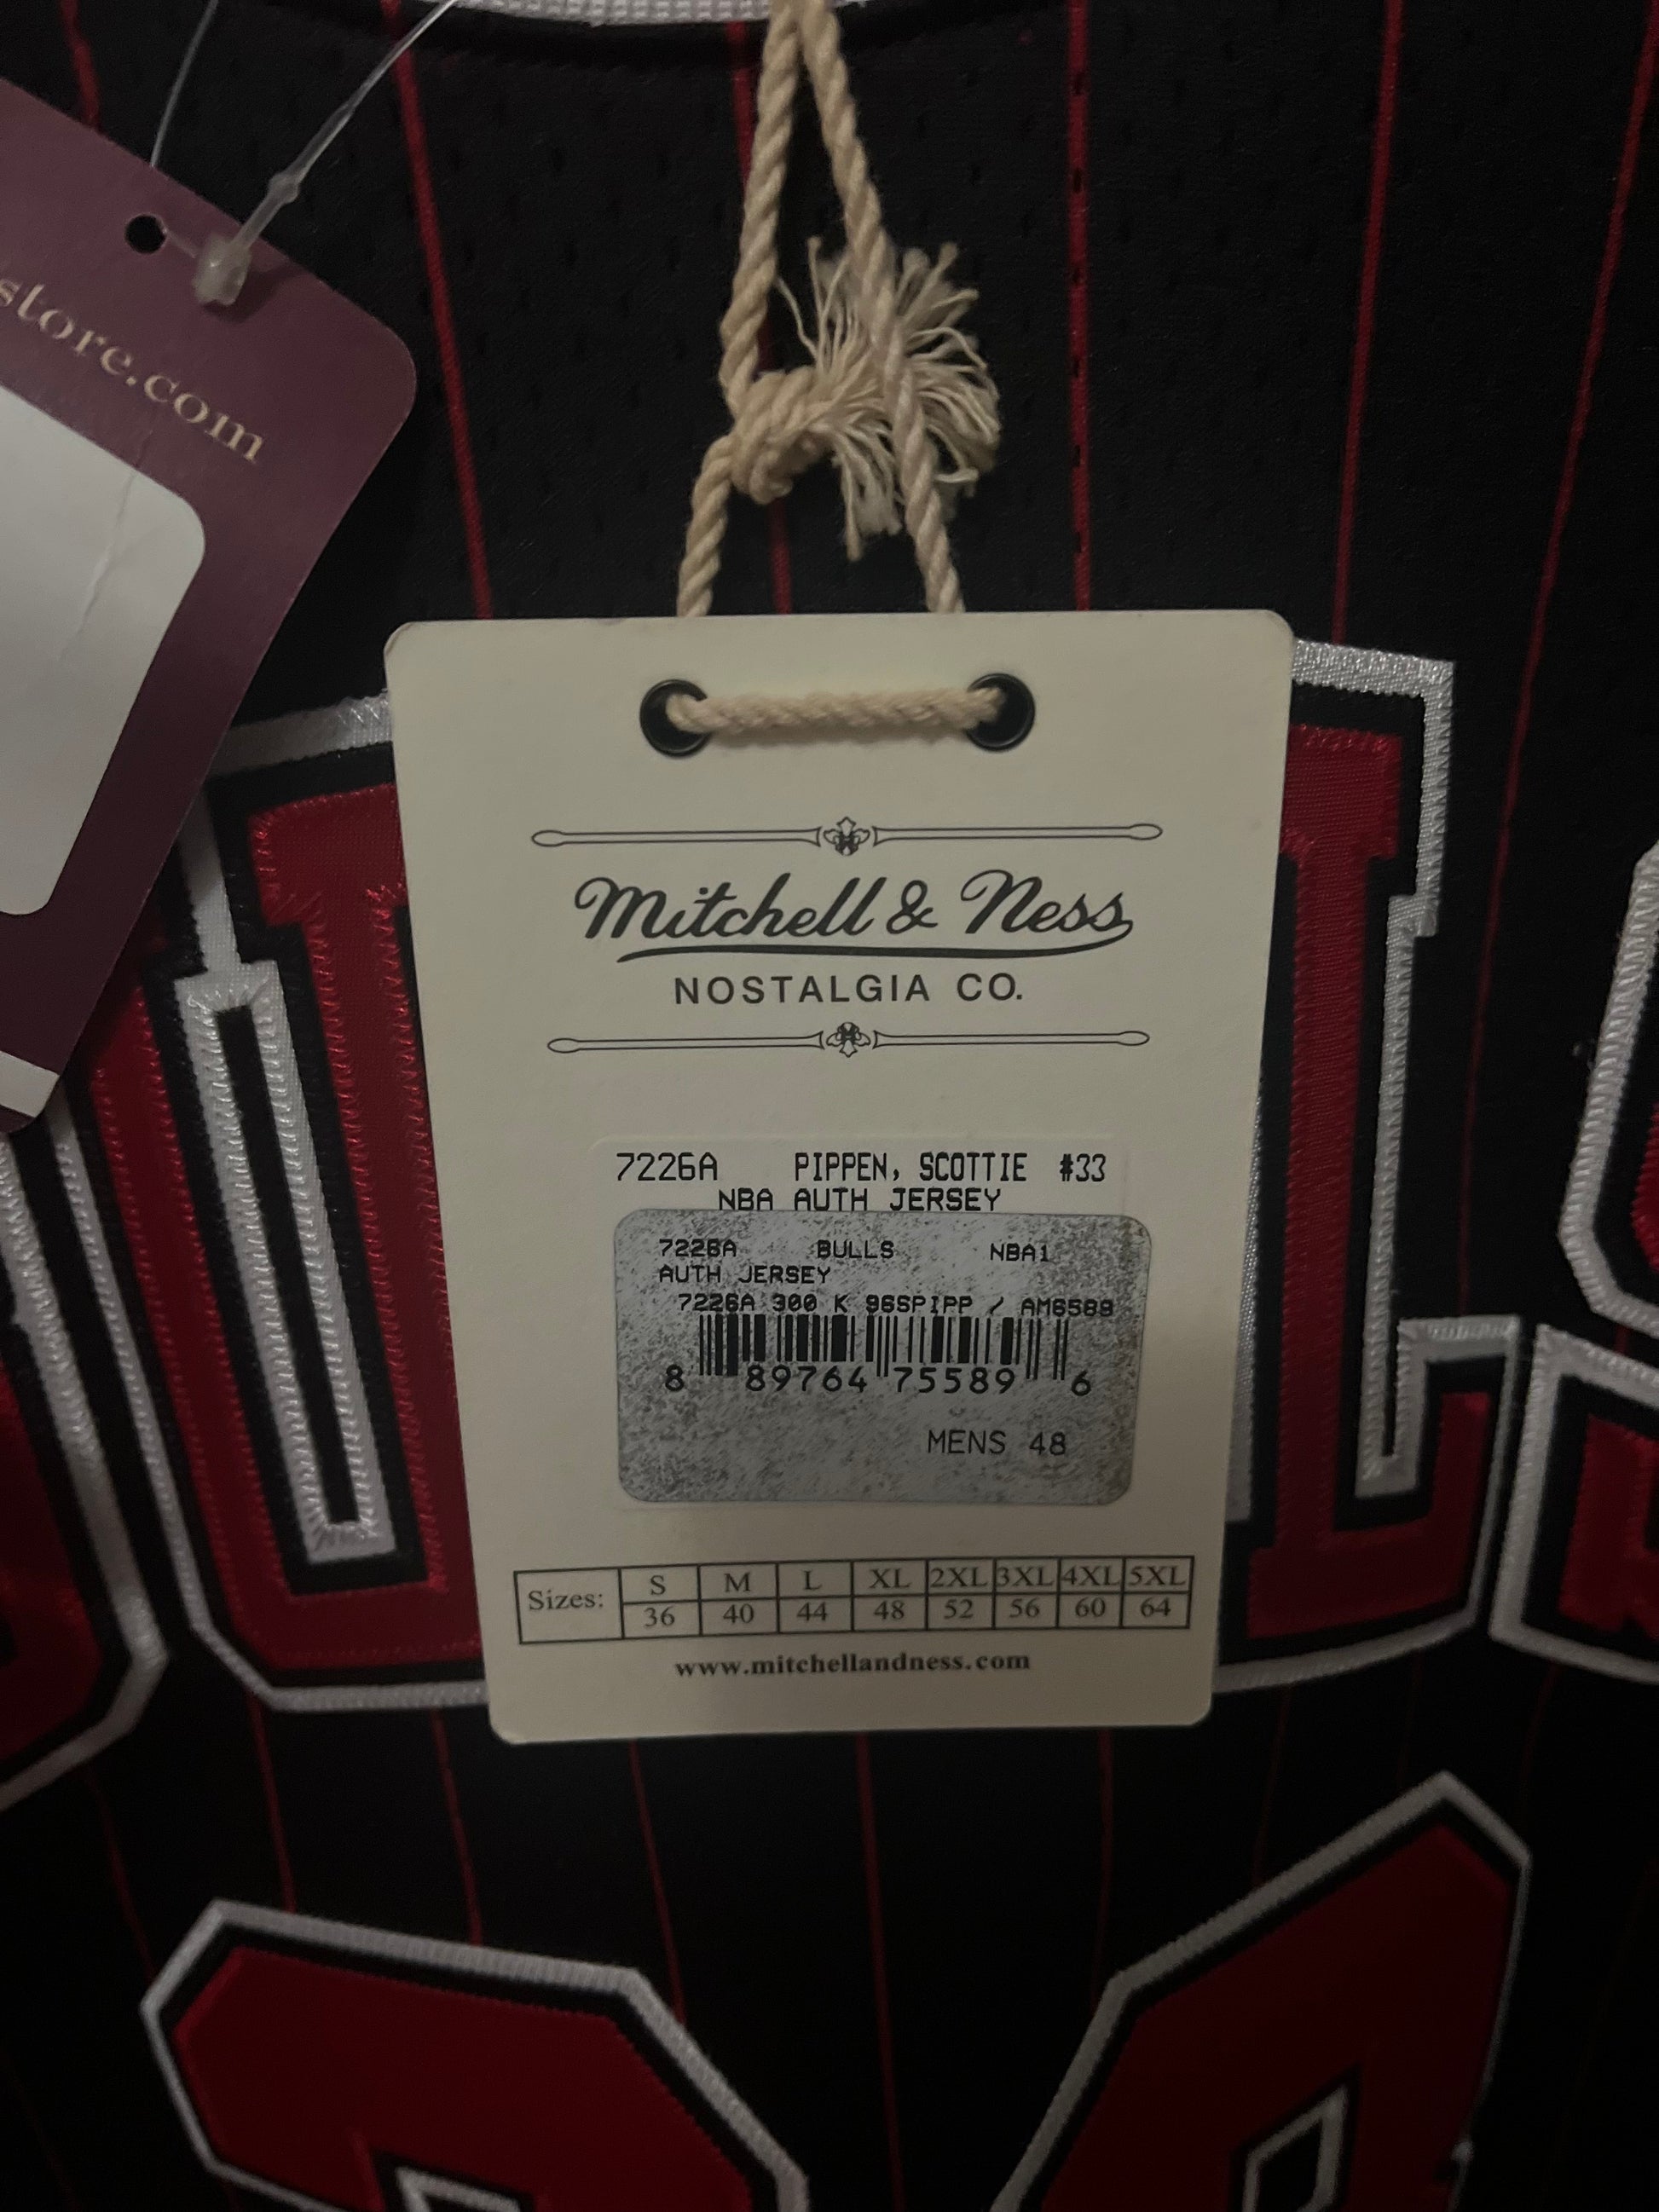 store.com
Mitchell & Ness
NOSTALGIA CO.
7226A PIPPEN, SCOTTIE #33
NBA AUTH JERSEY
7226A BULLS NBA1
AUTH JERSEY
7226A 300 K 96SPIPP / AM6589
8 89764 75589 6
MENS 48
Sizes: S M L XL 2XL 3XL 4XL 5XL
36 40 44 48 52 56 60 64
www.mitchellandness.com